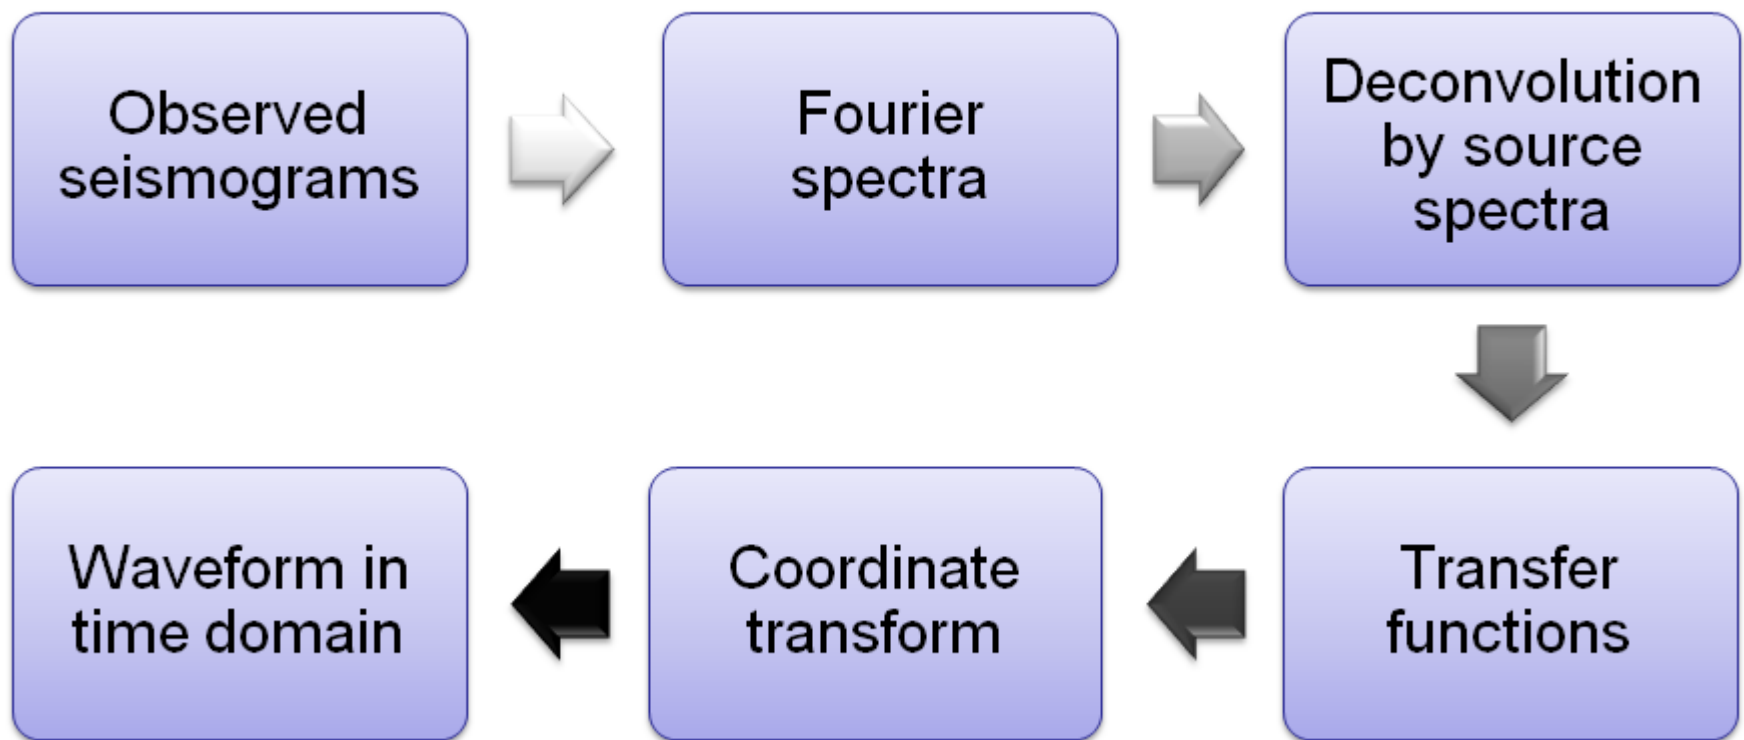 Observed
seismograms
Fourier
spectra
Deconvolution
by source
spectra
Transfer
functions
Coordinate
transform
Waveform in
time domain